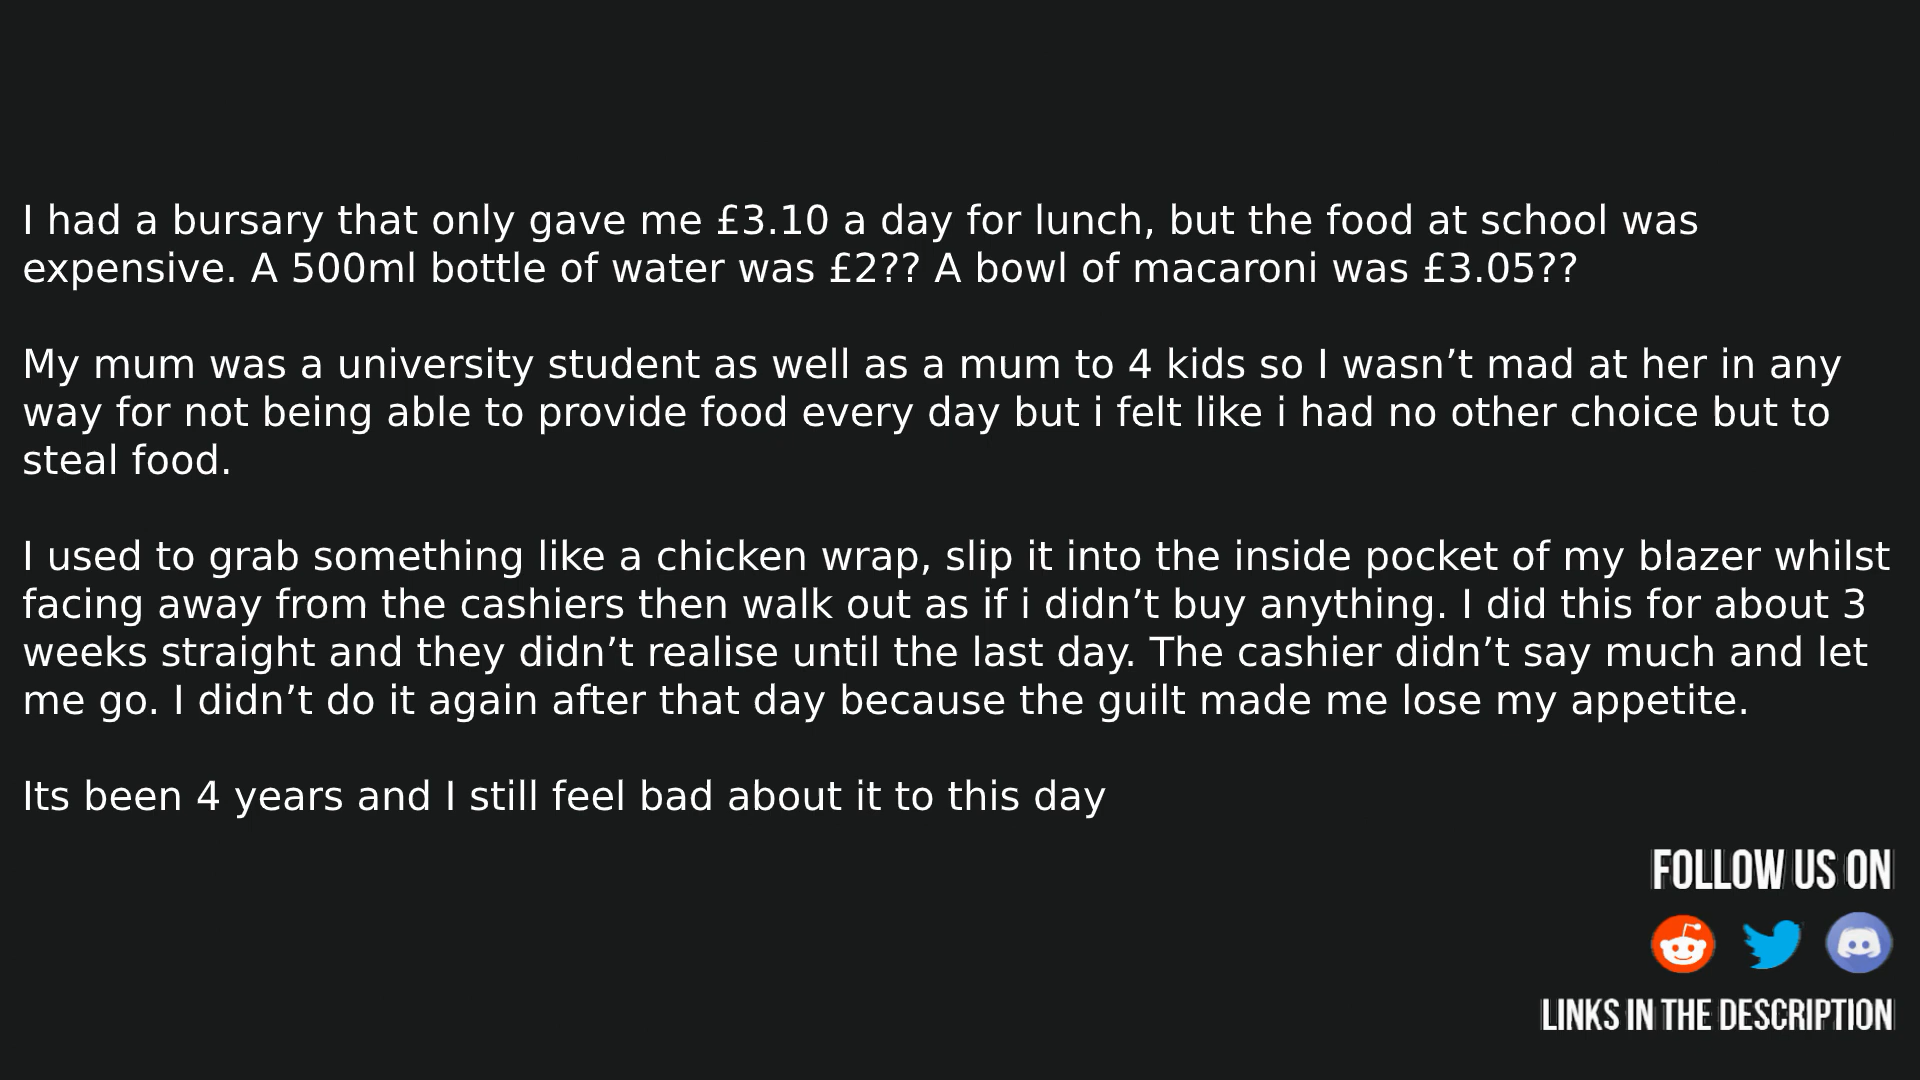 I had a bursary that only gave me £3.10 a day for lunch, but the food at school was
expensive. A 500ml bottle of water was £2?? A bowl of macaroni was £3.05??
My mum was a university student as well as a mum to 4 kids so I wasn’t mad at her in any
way for not being able to provide food every day but i felt like i had no other choice but to
steal food.
I used to grab something like a chicken wrap, slip it into the inside pocket of my blazer whilst
facing away from the cashiers then walk out as if i didn’t buy anything. I did this for about 3
weeks straight and they didn’t realise until the last day. The cashier didn’t say much and let
me go. I didn’t do it again after that day because the guilt made me lose my appetite.
Its been 4 years and I still feel bad about it to this day
FOLLOW US ON
LINKS IN THE DESCRIPTION